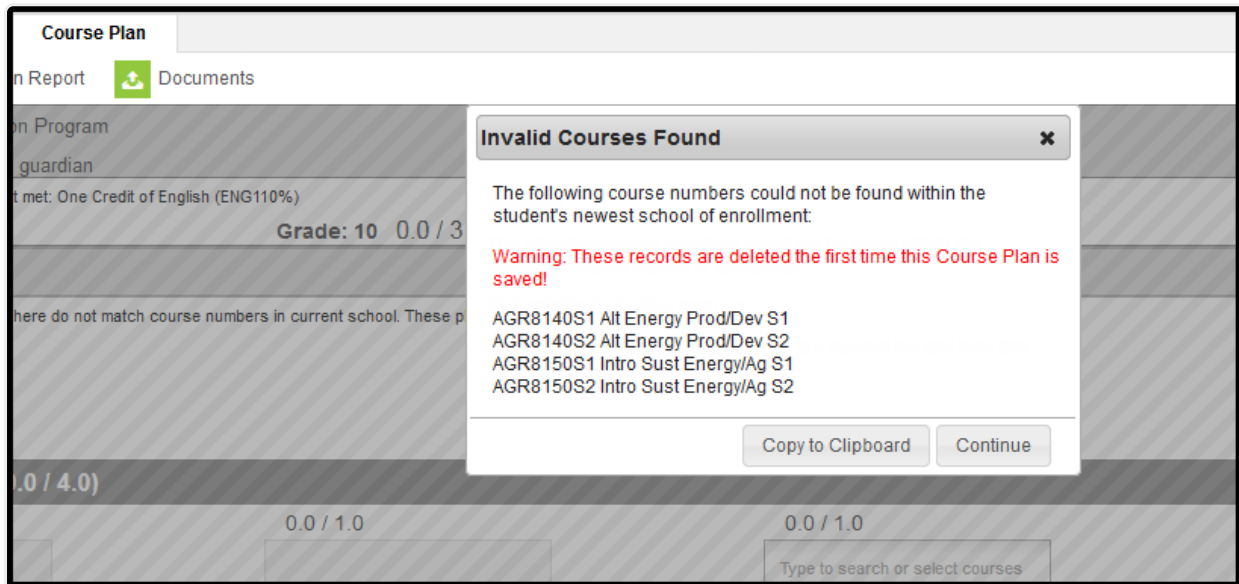 Course Plan
n Report Documents
on Program
guardian
t met: One Credit of English (ENG110%)
Grade: 10 0.0 / 3
Invalid Courses Found
The following course numbers could not be found within the
student's newest school of enrollment:
Warning: These records are deleted the first time this Course Plan is
saved!
here do not match course numbers in current school. These pl
AGR8140S1 Alt Energy Prod/Dev S1
AGR8140S2 Alt Energy Prod/Dev S2
AGR8150S1 Intro Sust Energy/Ag S1
AGR8150S2 Intro Sust Energy/Ag S2
Copy to Clipboard Continue
.0 / 4.0)
0.0 / 1.0 0.0 / 1.0
Type to search or select courses